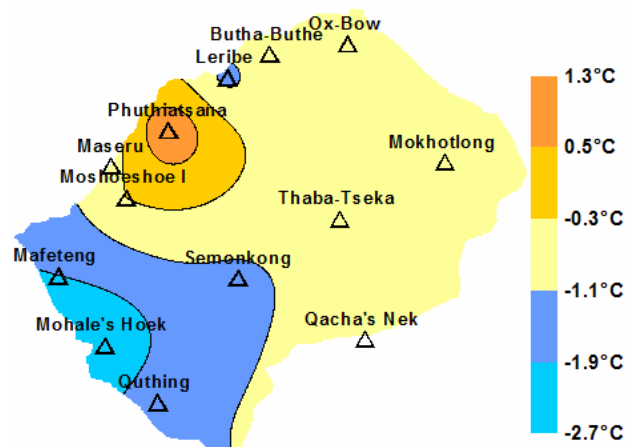 Ox-Bow
Butha-Buthe
Leribe
Phuthiatsana
Maseru
Moshoeshoe I
Mokhotlong
Thaba-Tseka
Mafeteng
Semonkong
Mohale's Hoek
Qacha's Nek
Quthing
1.3°C
0.5°C
-0.3°C
-1.1°C
-1.9°C
-2.7°C